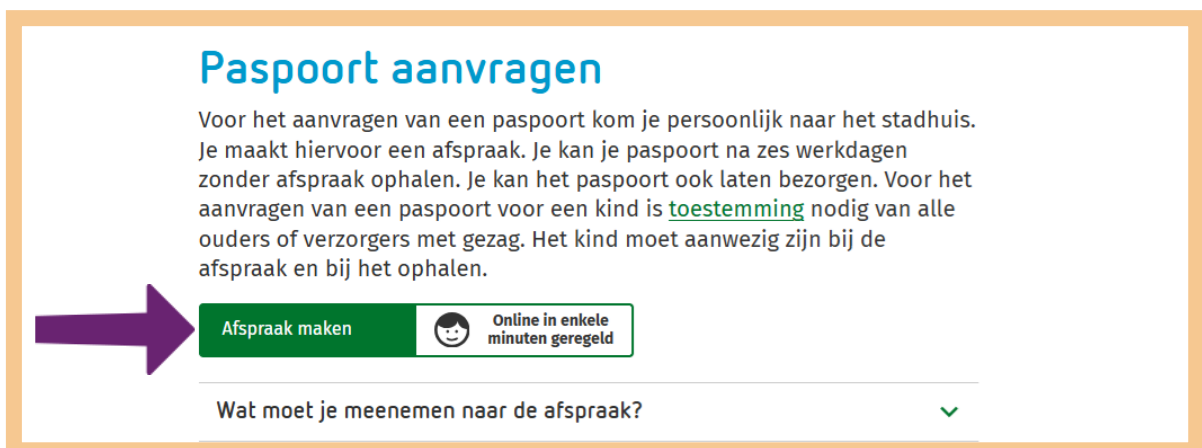 Paspoort aanvragen
Voor het aanvragen van een paspoort kom je persoonlijk naar het stadhuis.
Je maakt hiervoor een afspraak. Je kan je paspoort na zes werkdagen
zonder afspraak ophalen. Je kan het paspoort ook laten bezorgen. Voor het
aanvragen van een paspoort voor een kind is toestemming nodig van alle
ouders of verzorgers met gezag. Het kind moet aanwezig zijn bij de
afspraak en bij het ophalen.
Afspraak maken
Online in enkele
minuten geregeld
Wat moet je meenemen naar de afspraak?